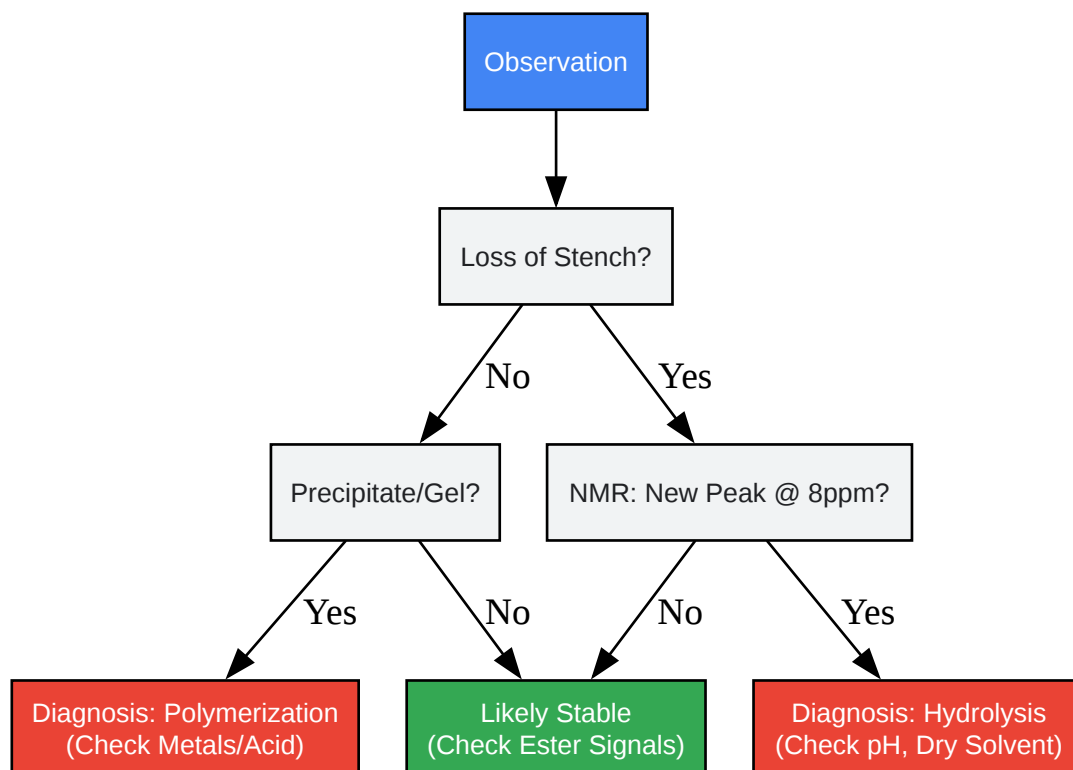 Observation
Loss of Stench?
No
Yes
Precipitate/Gel?
NMR: New Peak @ 8ppm?
Yes
No
No
Yes
Diagnosis: Polymerization
(Check Metals/Acid)
Likely Stable
(Check Ester Signals)
Diagnosis: Hydrolysis
(Check pH, Dry Solvent)